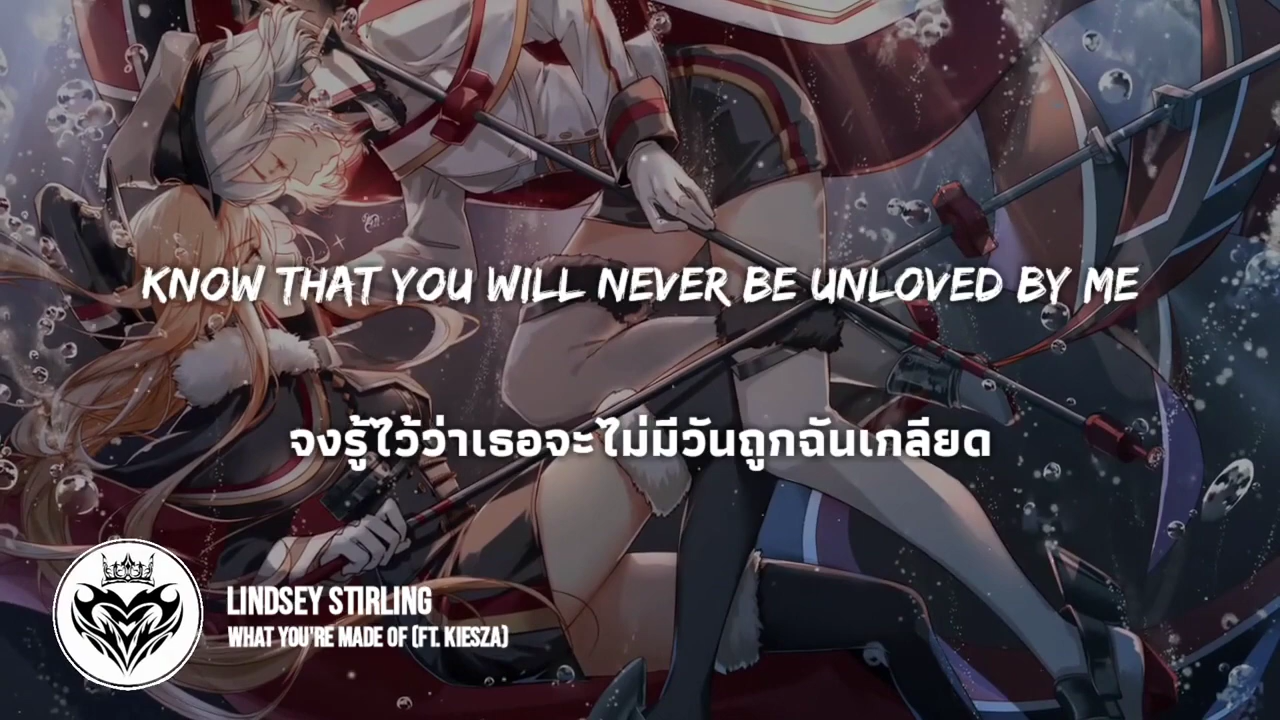 KNOW THAT YOU WILL NEVER BE UNLOVED BY ME
จงรู้ไว้ว่าเธอจะไม่มีวันถูกฉันเกลียด
LINDSEY STIRLING
WHAT YOU'RE MADE OF (FT. KIESZA)